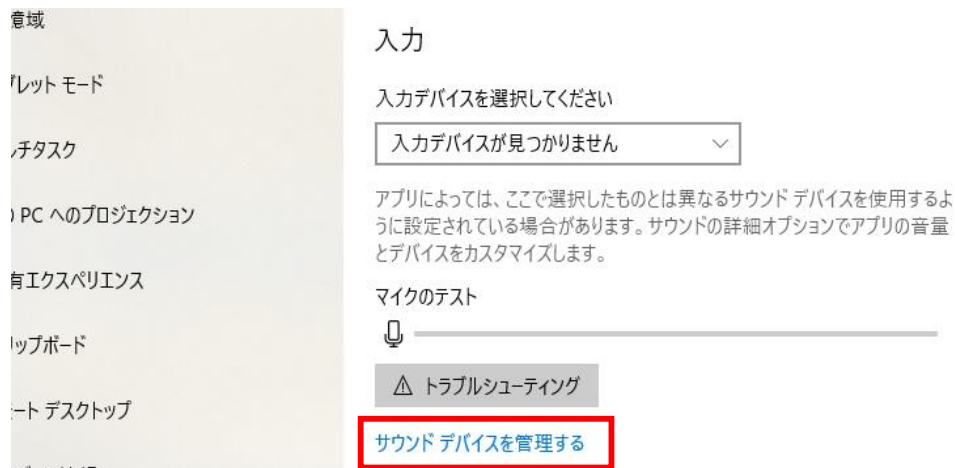 意域
ブレット モード
ルチタスク
PC へのプロジェクション
有エクスペリエンス
リップボード
モート デスクトップ
入力
入力デバイスを選択してください
入力デバイスが見つかりません
アプリによっては、ここで選択したものとは異なるサウンド デバイスを使用するよ
うに設定されている場合があります。サウンドの詳細オプションでアプリの音量
とデバイスをカスタマイズします。
マイクのテスト
トラブルシューティング
サウンド デバイスを管理する